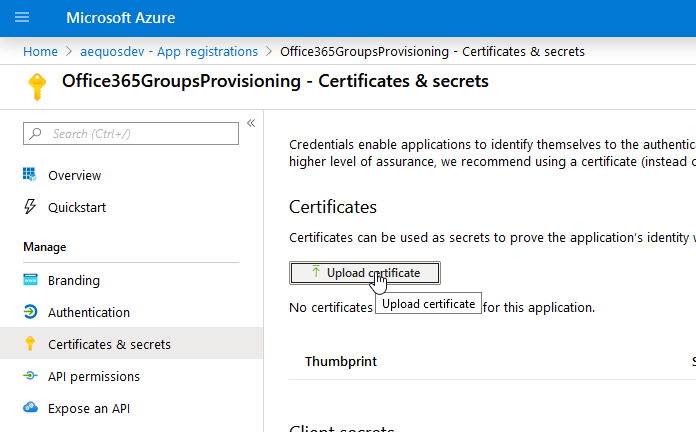 Microsoft Azure
Home > aequosdev - App registrations > Office365GroupsProvisioning - Certificates & secrets
Office365GroupsProvisioning - Certificates & secrets
Search (Ctrl+/)
«
Overview
Quickstart
Manage
Branding
Authentication
Certificates & secrets
API permissions
Expose an API
Credentials enable applications to identify themselves to the authentic
higher level of assurance, we recommend using a certificate (instead o
Certificates
Certificates can be used as secrets to prove the application's identity w
Upload certificate
Upload certificate
No certificates for this application.
Thumbprint
S
Client secrets